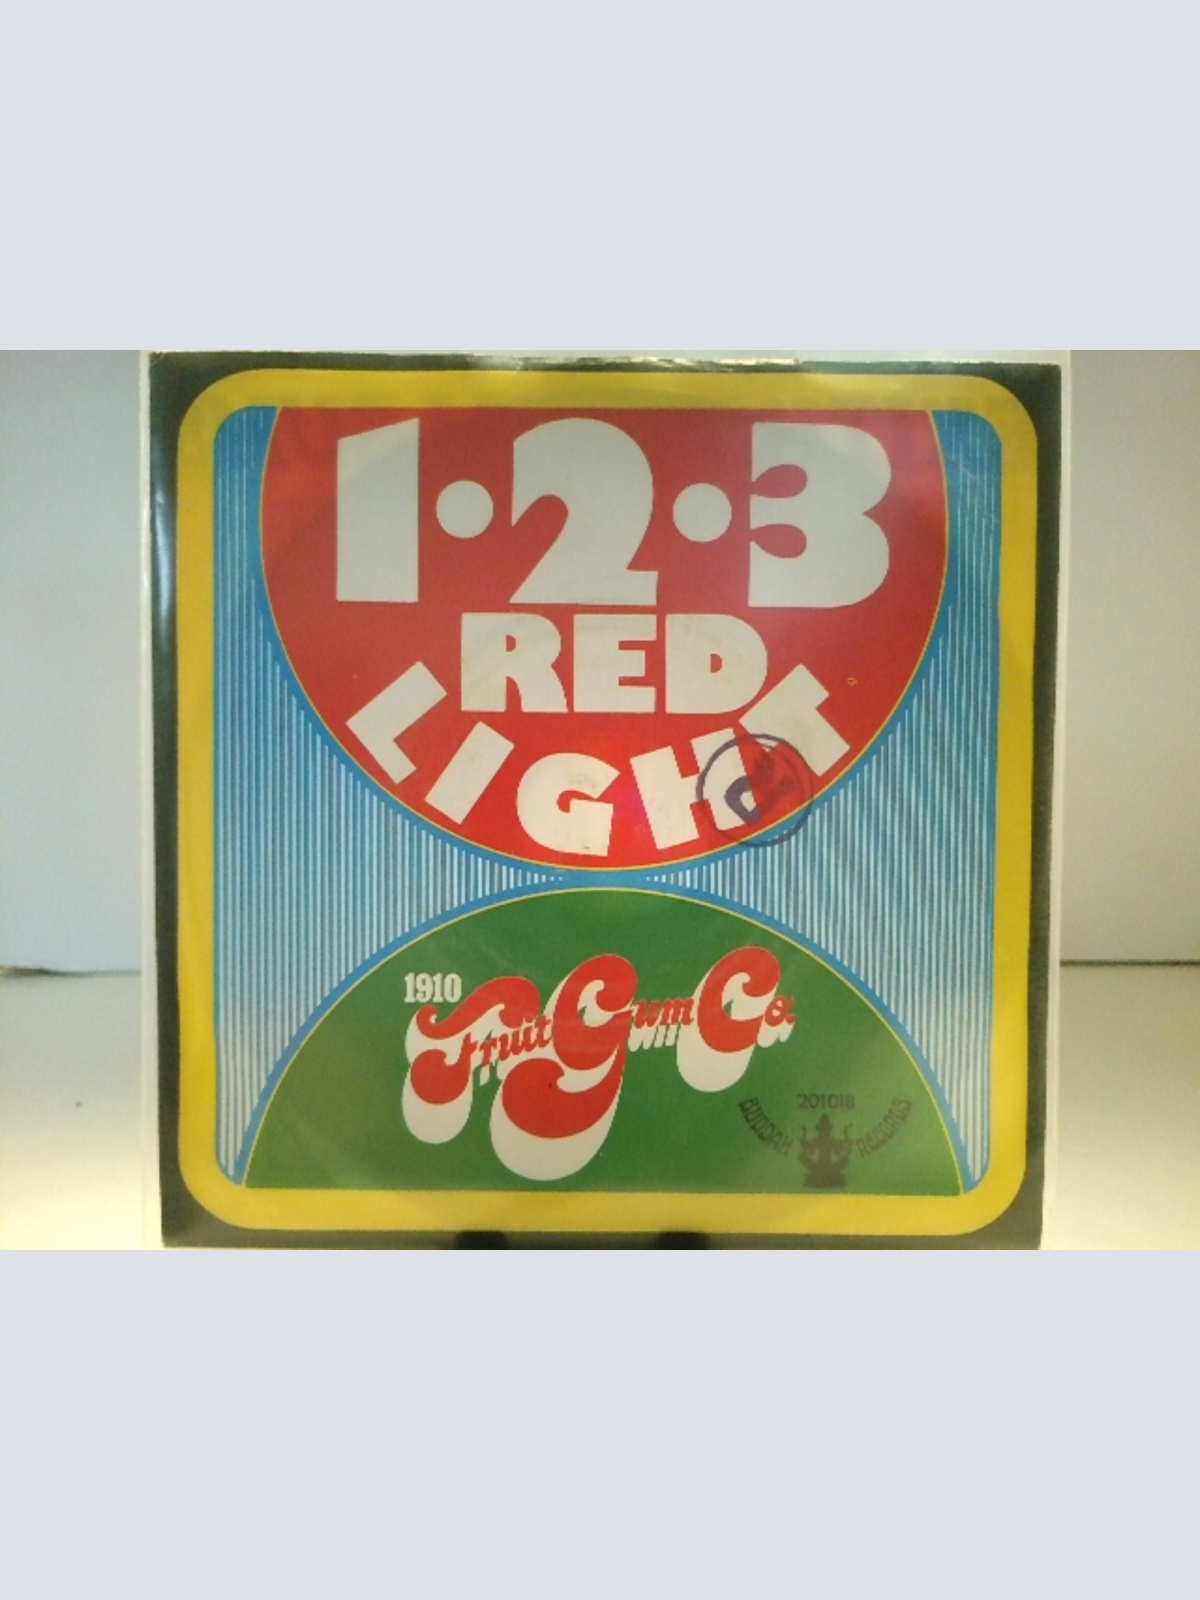 1•2•3
RED
LIGHT
1910
Fruit Gum Co.
201018
BUDDAH RECORDS